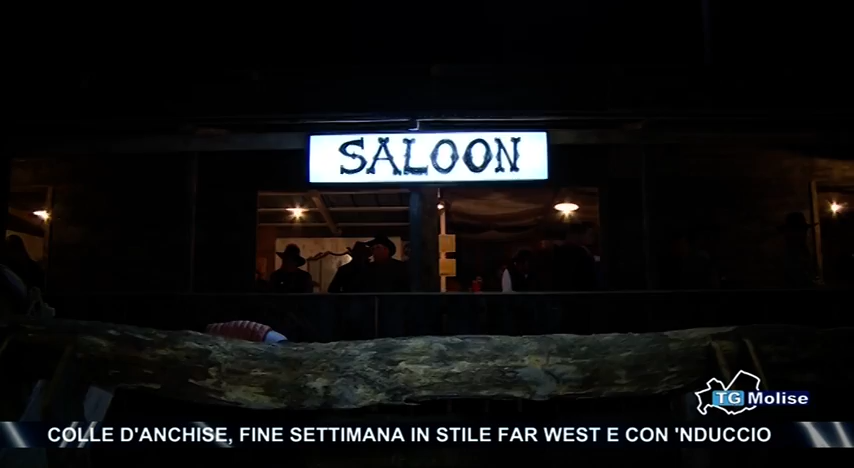 SALOON
TG Molise
COLLE D'ANCHISE, FINE SETTIMANA IN STILE FAR WEST E CON 'NDUCCIO